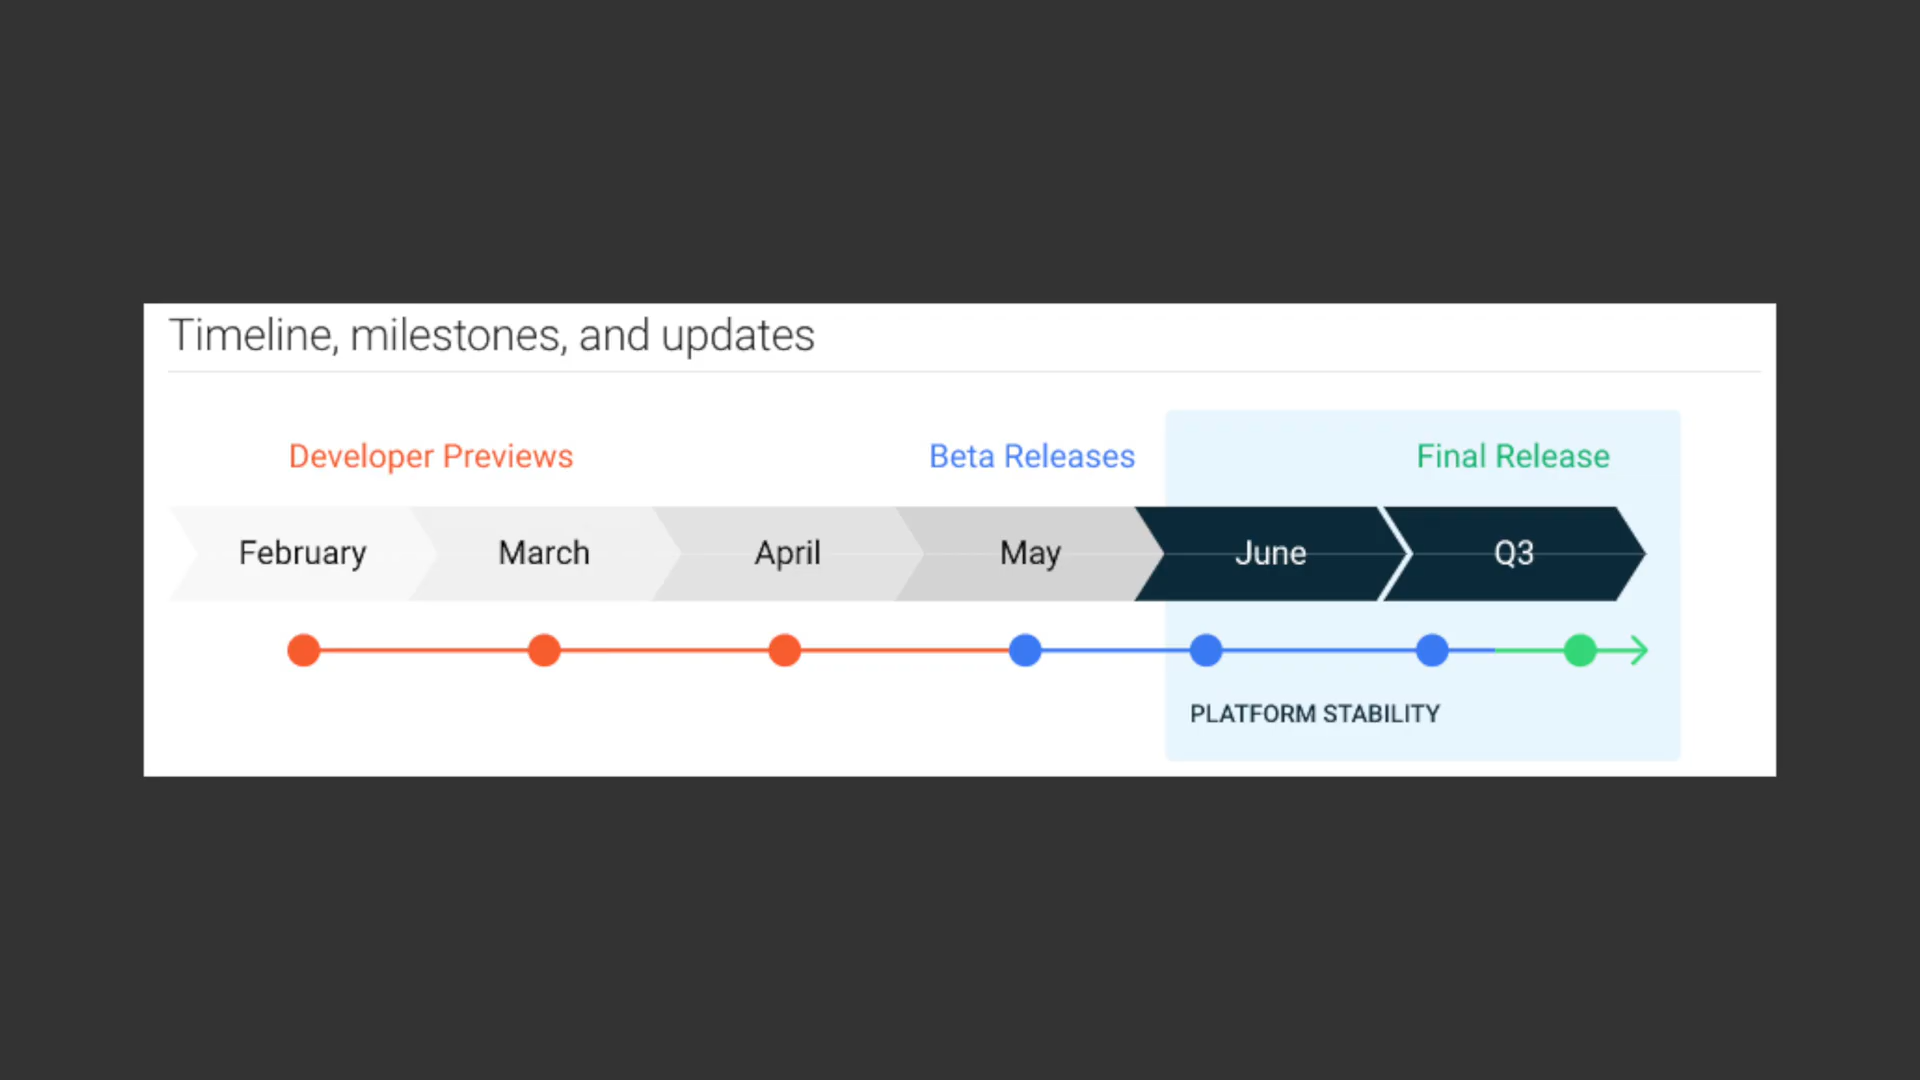 Timeline, milestones, and updates
Developer Previews
Beta Releases
Final Release
February
March
April
May
June
Q3
PLATFORM STABILITY